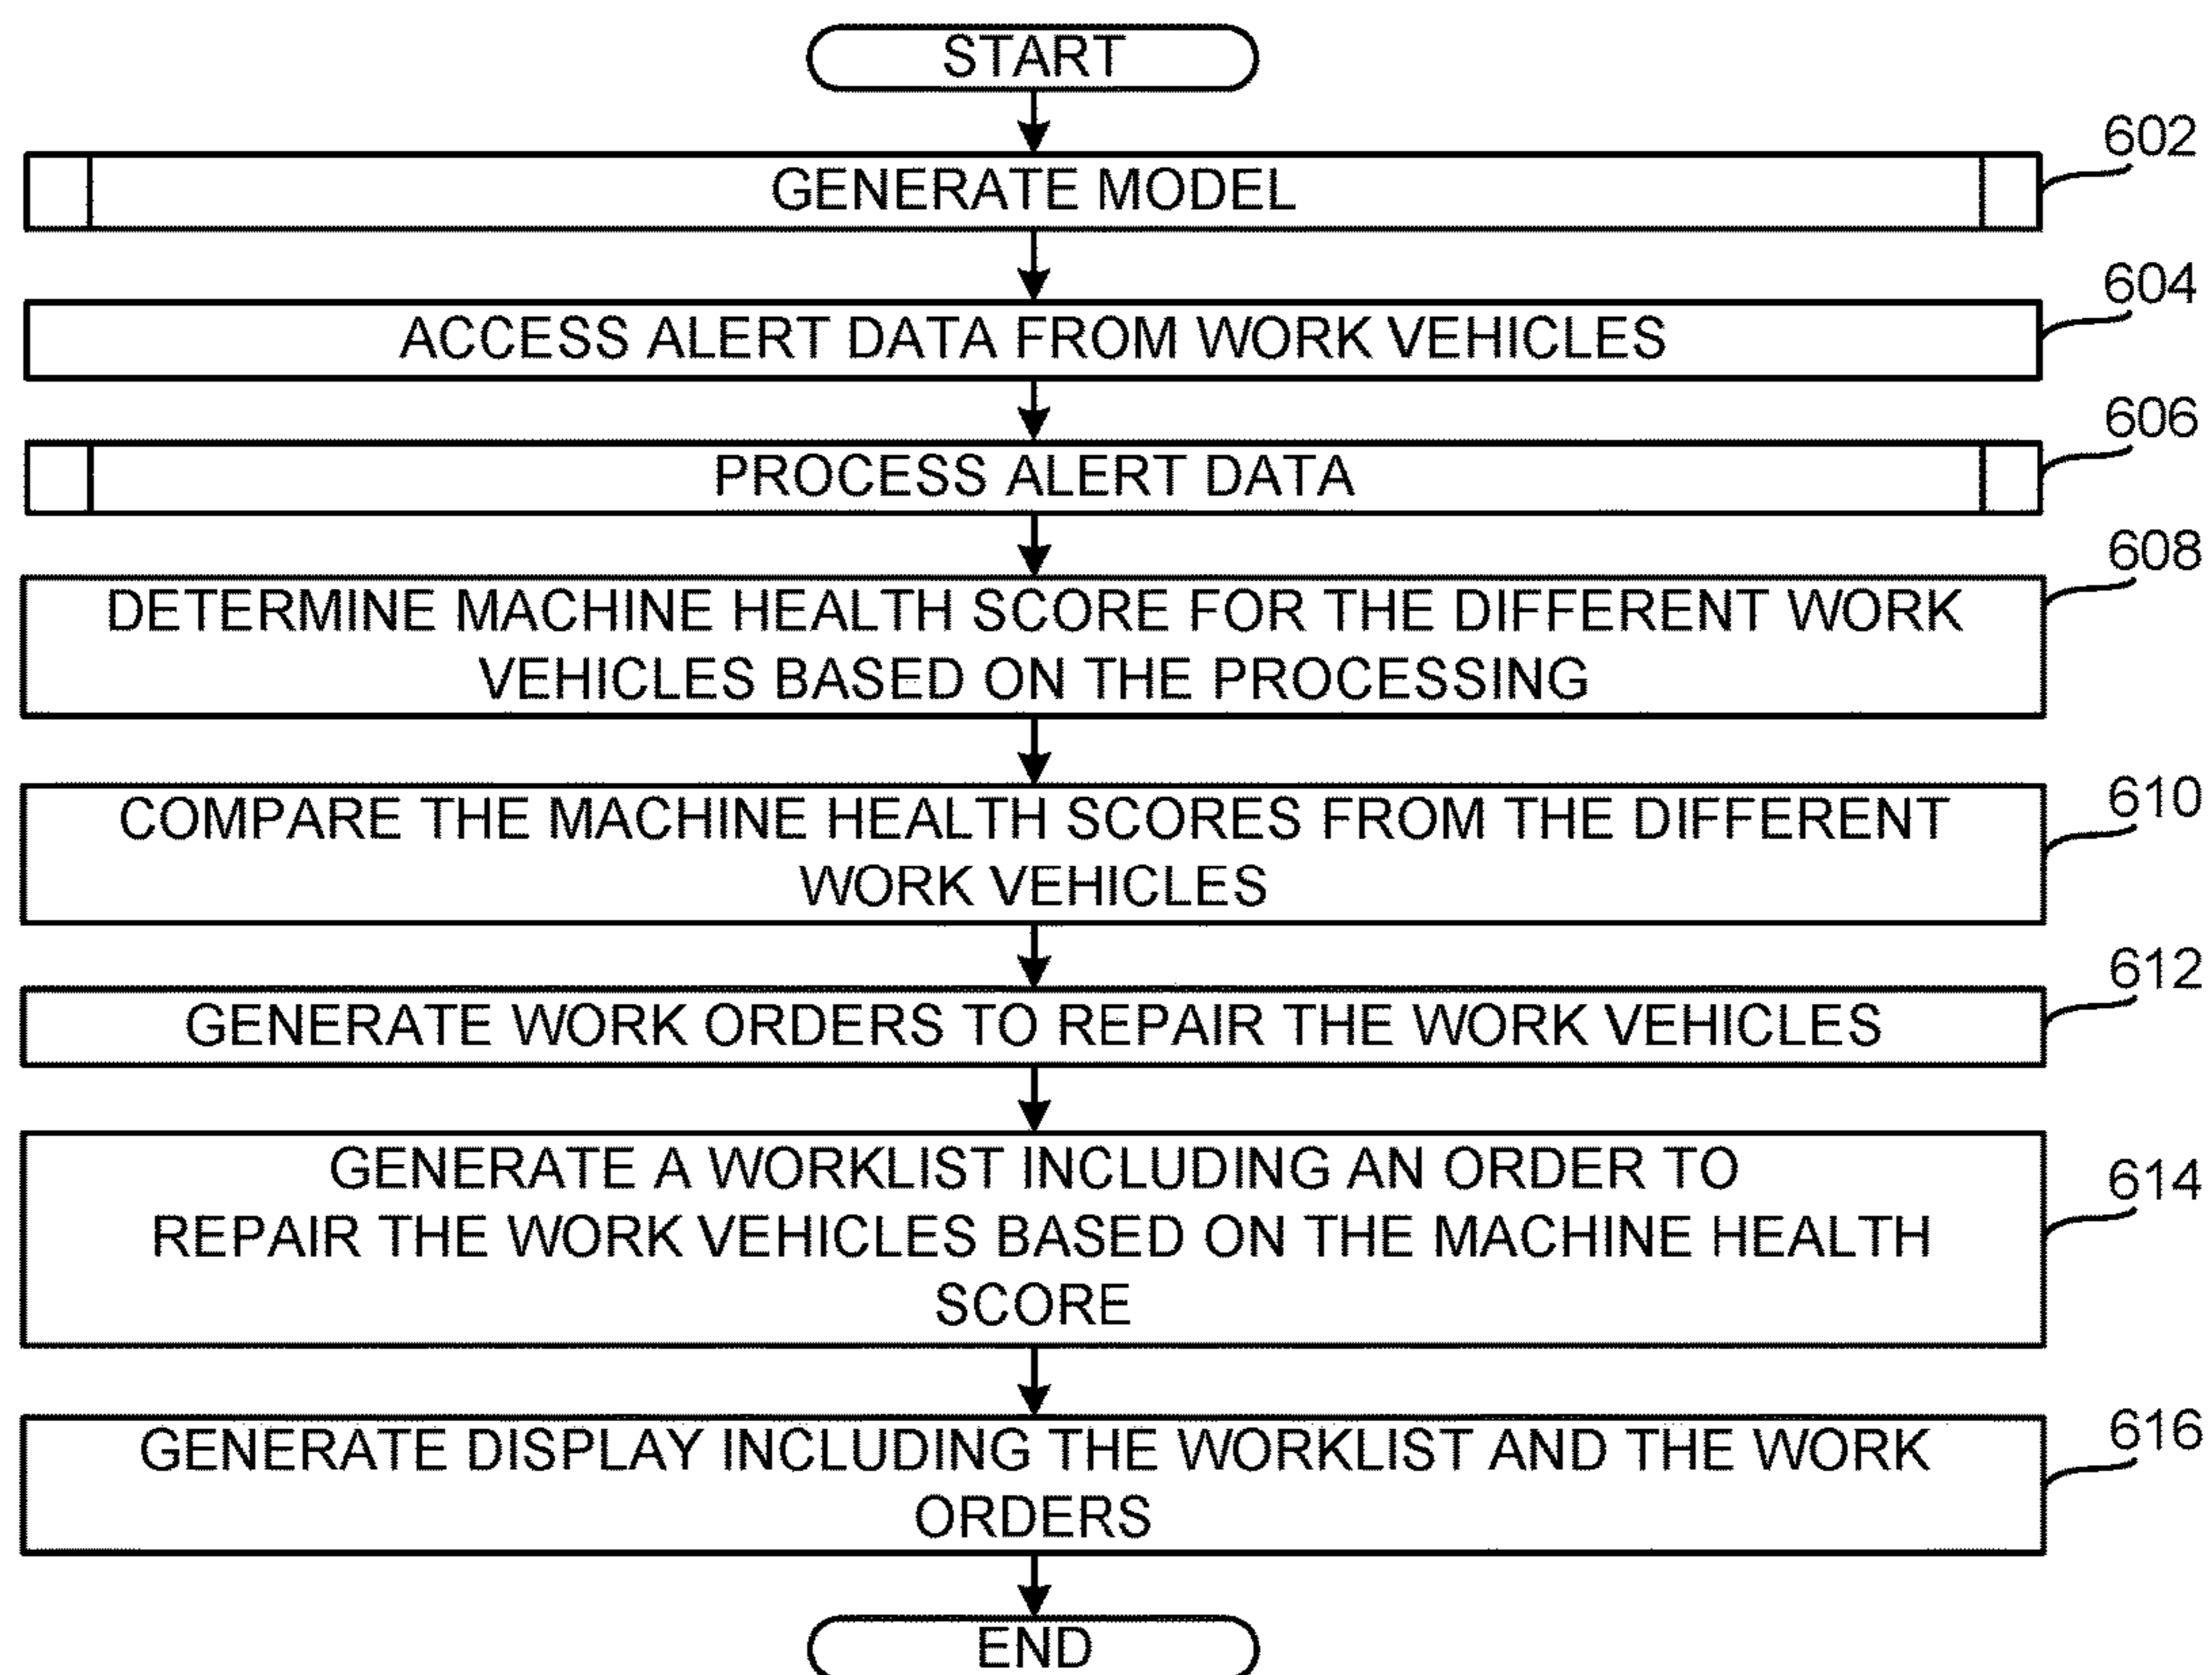 START
602
GENERATE MODEL
604
ACCESS ALERT DATA FROM WORK VEHICLES
606
PROCESS ALERT DATA
608
DETERMINE MACHINE HEALTH SCORE FOR THE DIFFERENT WORK
VEHICLES BASED ON THE PROCESSING
610
COMPARE THE MACHINE HEALTH SCORES FROM THE DIFFERENT
WORK VEHICLES
612
GENERATE WORK ORDERS TO REPAIR THE WORK VEHICLES
614
GENERATE A WORKLIST INCLUDING AN ORDER TO
REPAIR THE WORK VEHICLES BASED ON THE MACHINE HEALTH
SCORE
616
GENERATE DISPLAY INCLUDING THE WORKLIST AND THE WORK
ORDERS
END